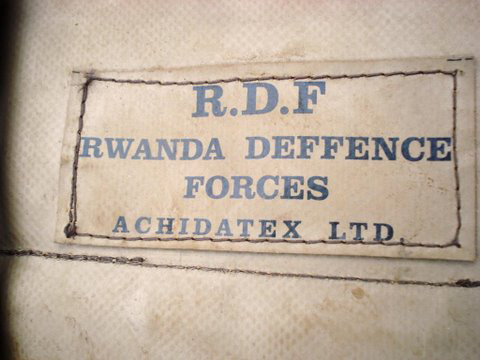 R.D.F
RWANDA DEFFENCE
FORCES
ACHIDATEX LTD.